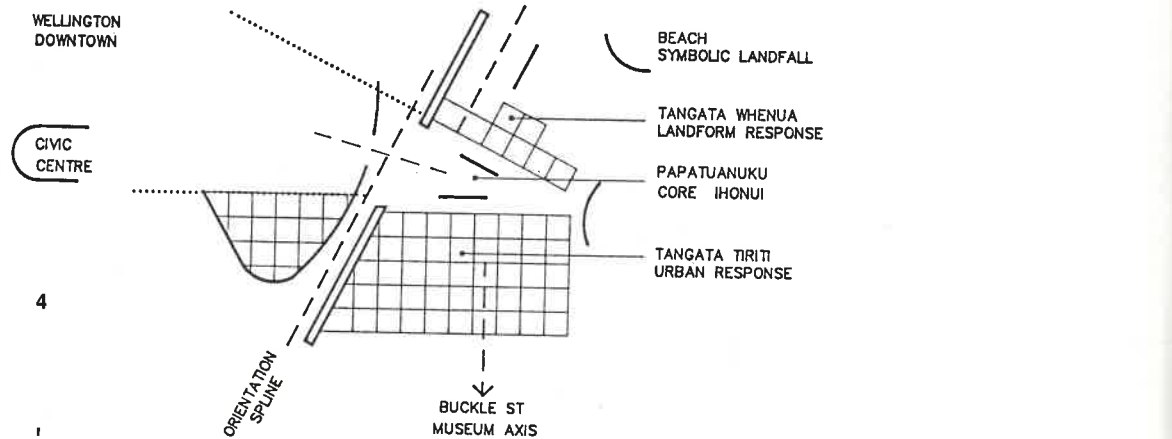 WELLINGTON
DOWNTOWN
BEACH
SYMBOLIC LANDFALL
TANGATA WHENUA
LANDFORM RESPONSE
CIVIC
CENTRE
PAPATUANUKU
CORE IHONUI
TANGATA TIRITI
URBAN RESPONSE
4
ORIENTATION
SPLINE
BUCKLE ST
MUSEUM AXIS